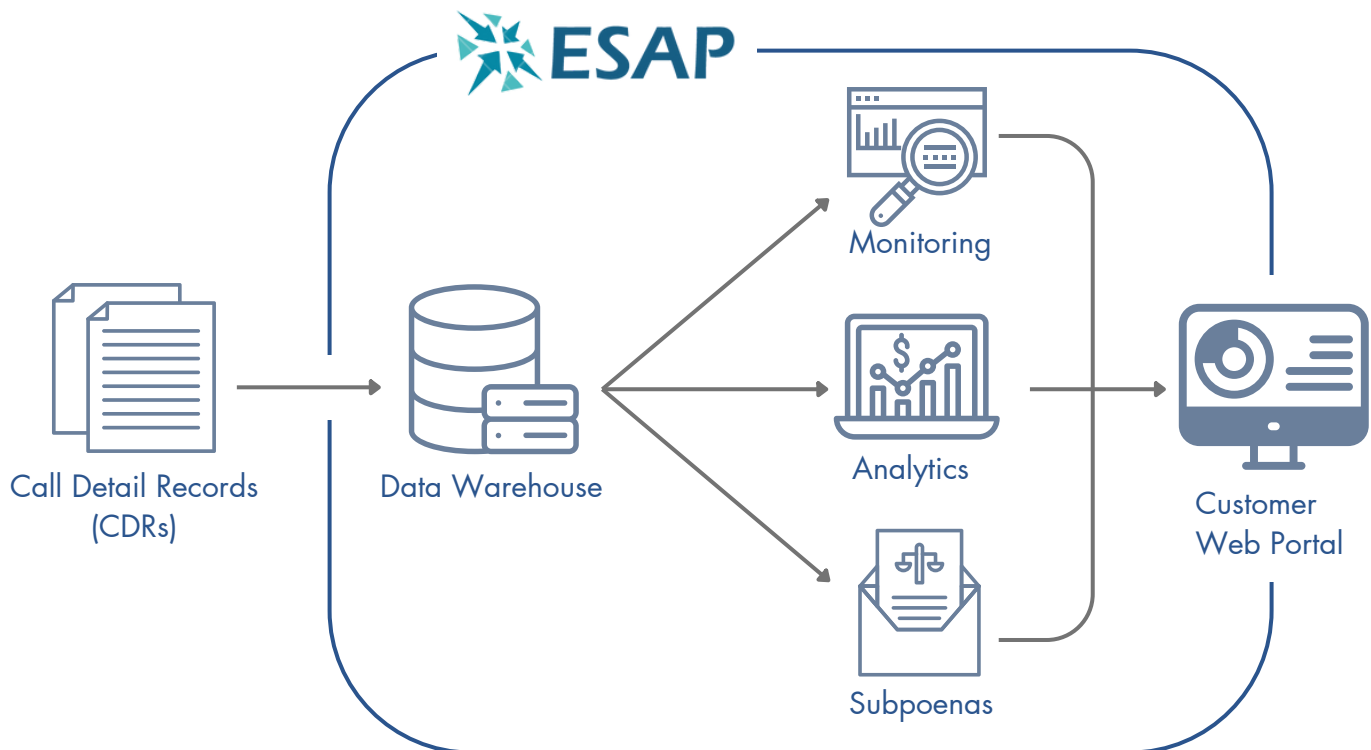 ESAP
Monitoring
Call Detail Records
(CDRs)
Data Warehouse
Analytics
Customer
Web Portal
Subpoenas